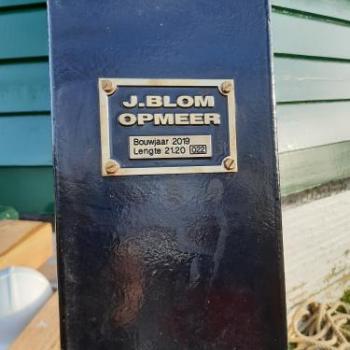 J.BLOM
OPMEER
Bouwjaar 2019
Lengte 21.20 022